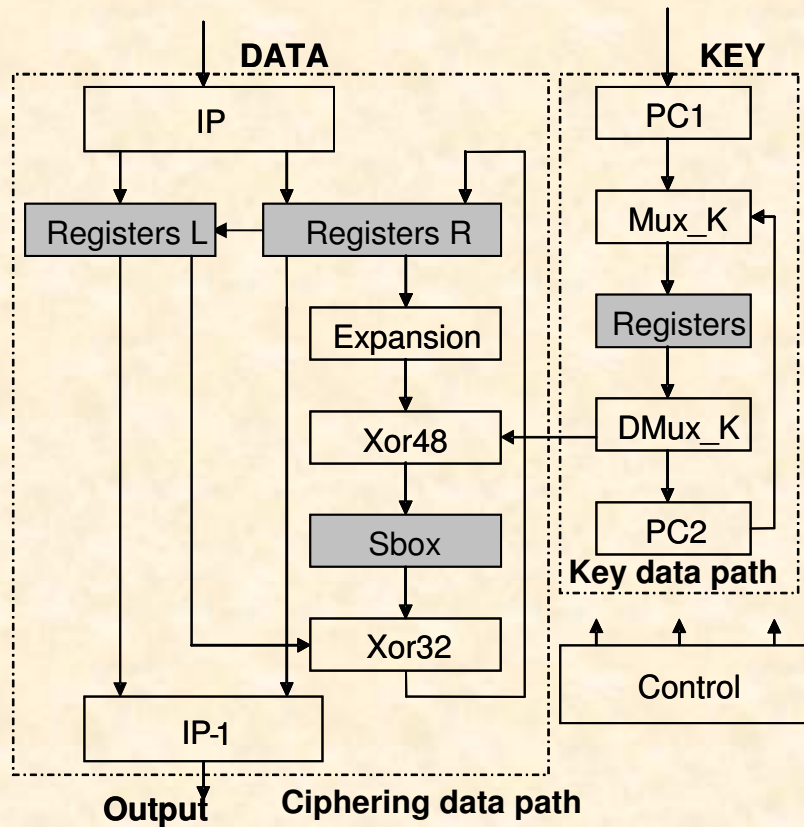 DATA
KEY
IP
PC1
Registers L
Registers R
Mux_K
Expansion
Registers
Xor48
DMux_K
Sbox
PC2
Key data path
Xor32
Control
IP-1
Output
Ciphering data path